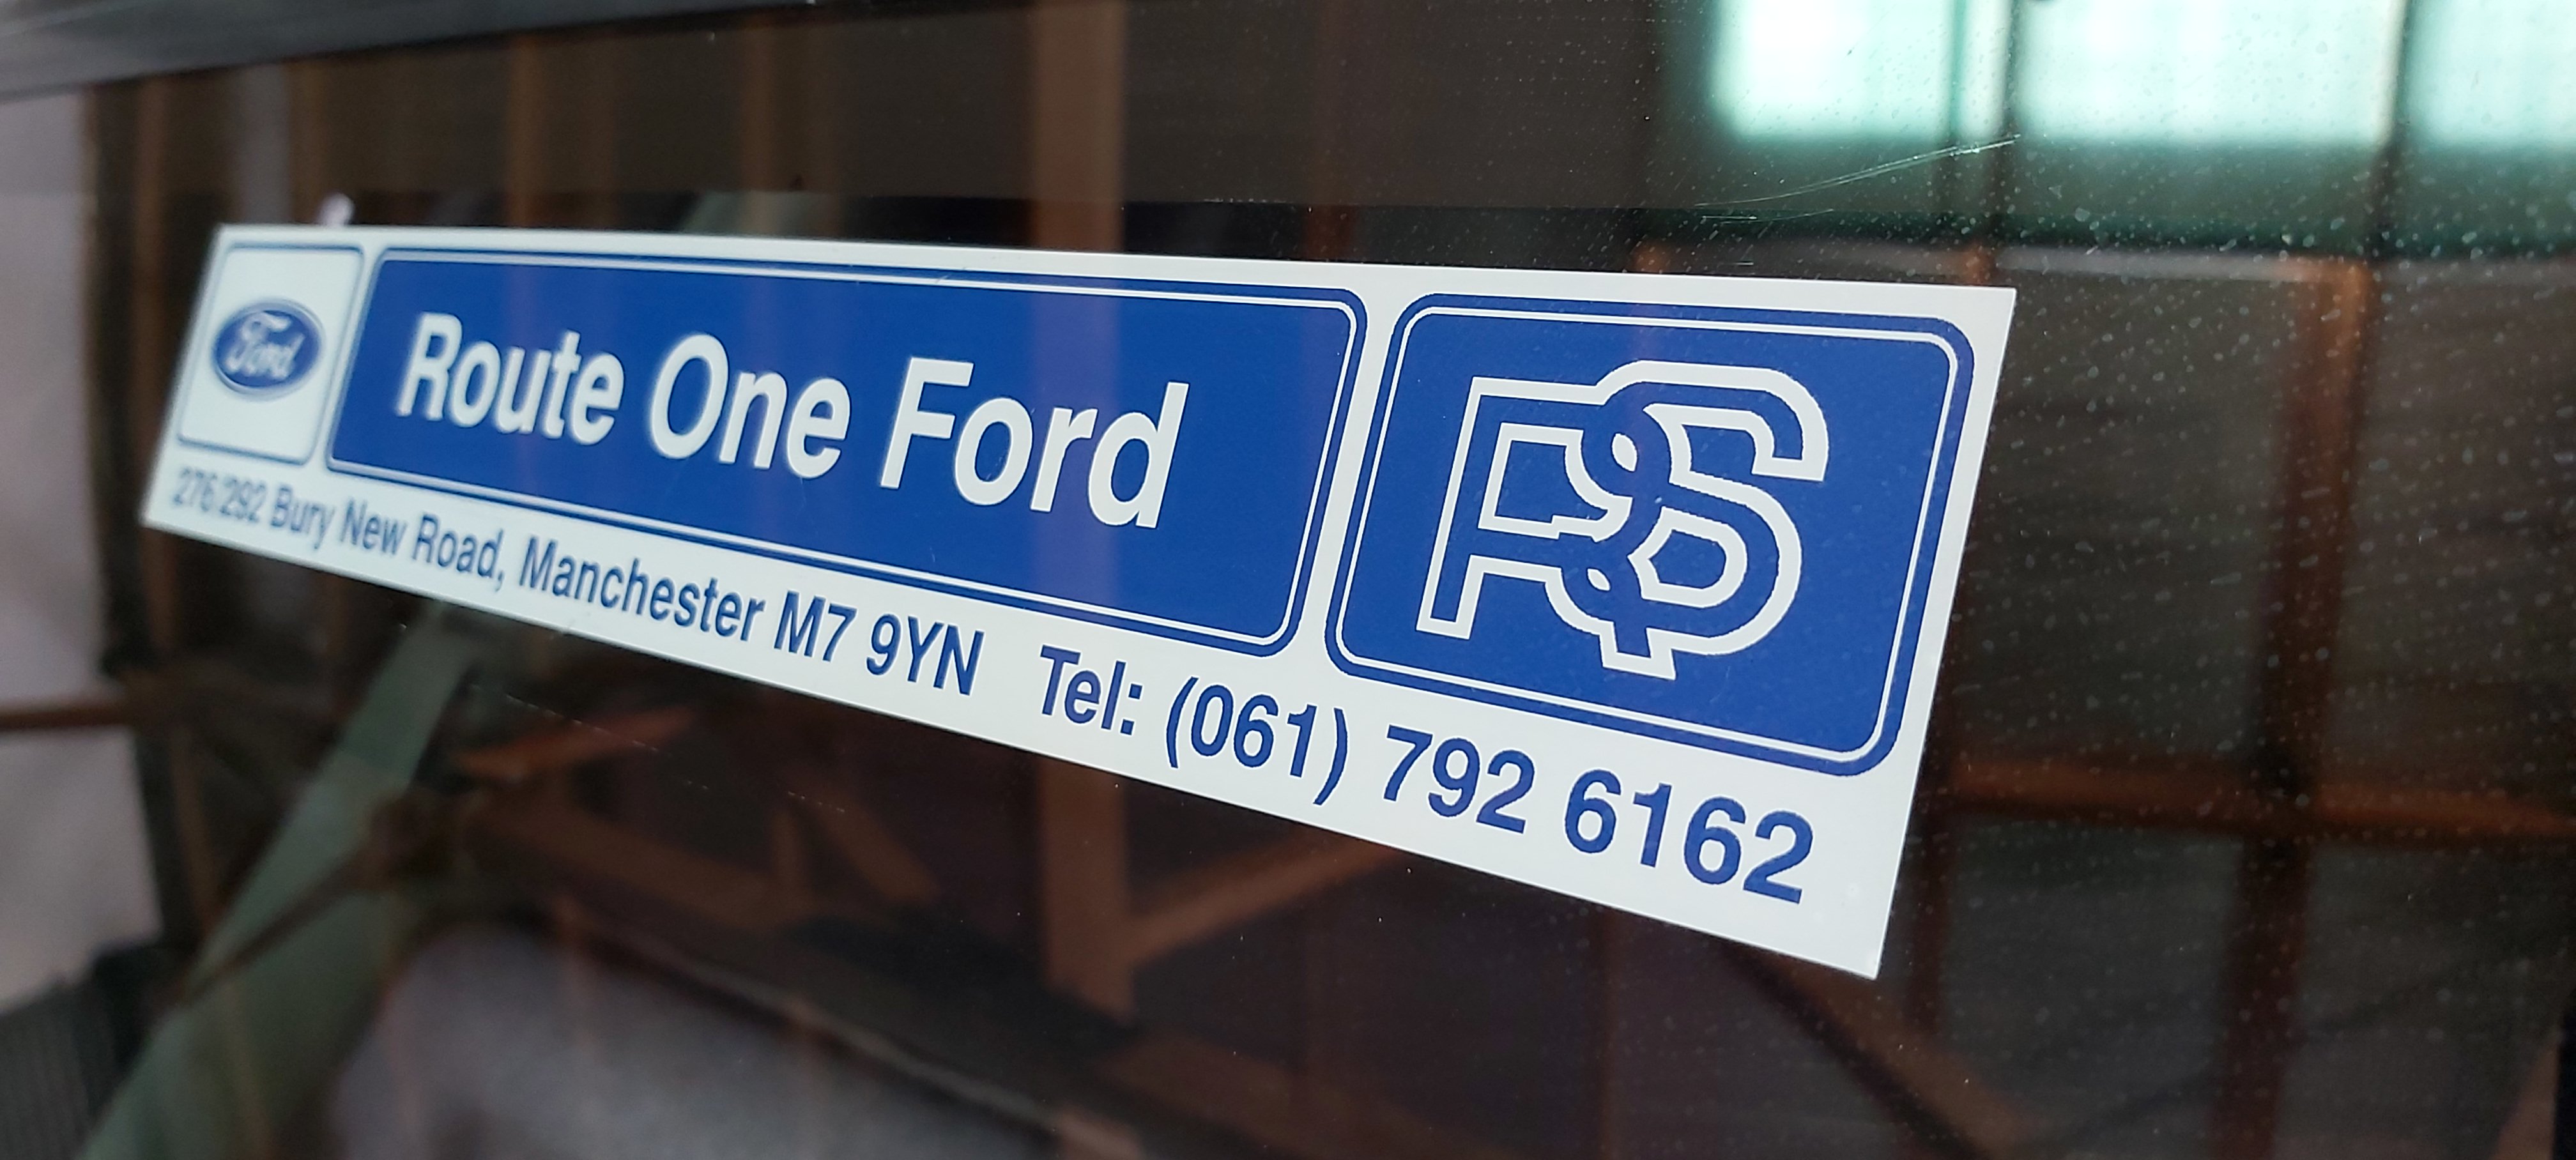 Ford
Route One Ford
RS
276/292 Bury New Road, Manchester M7 9YN Tel: (061) 792 6162